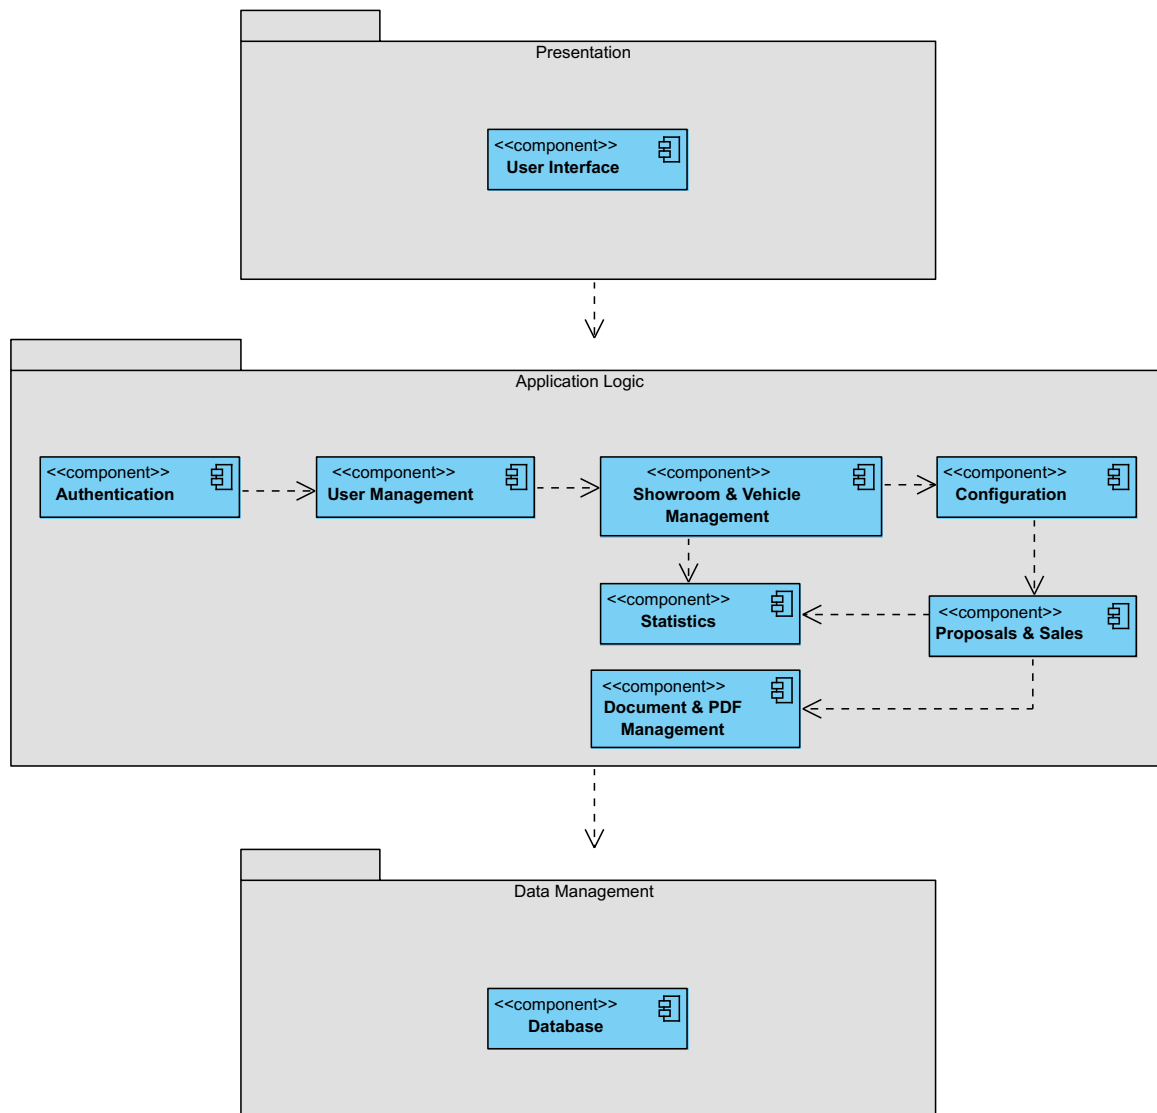 Presentation
<<component>>
User Interface
Application Logic
<<component>>
Authentication
<<component>>
User Management
<<component>>
Showroom & Vehicle
Management
<<component>>
Configuration
<<component>>
Statistics
<<component>>
Proposals & Sales
<<component>>
Document & PDF
Management
Data Management
<<component>>
Database